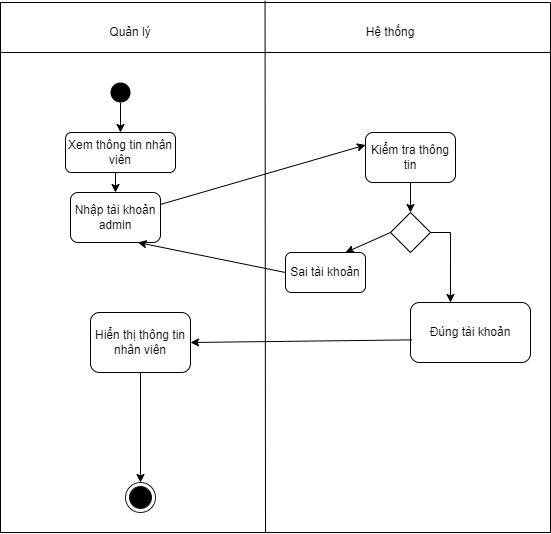 Quản lý
Hệ thống
Xem thông tin nhân
viên
Nhập tải khoản
admin
Kiểm tra thông
tin
Sai tài khoản
Đúng tài khoản
Hiển thị thông tin
nhân viên